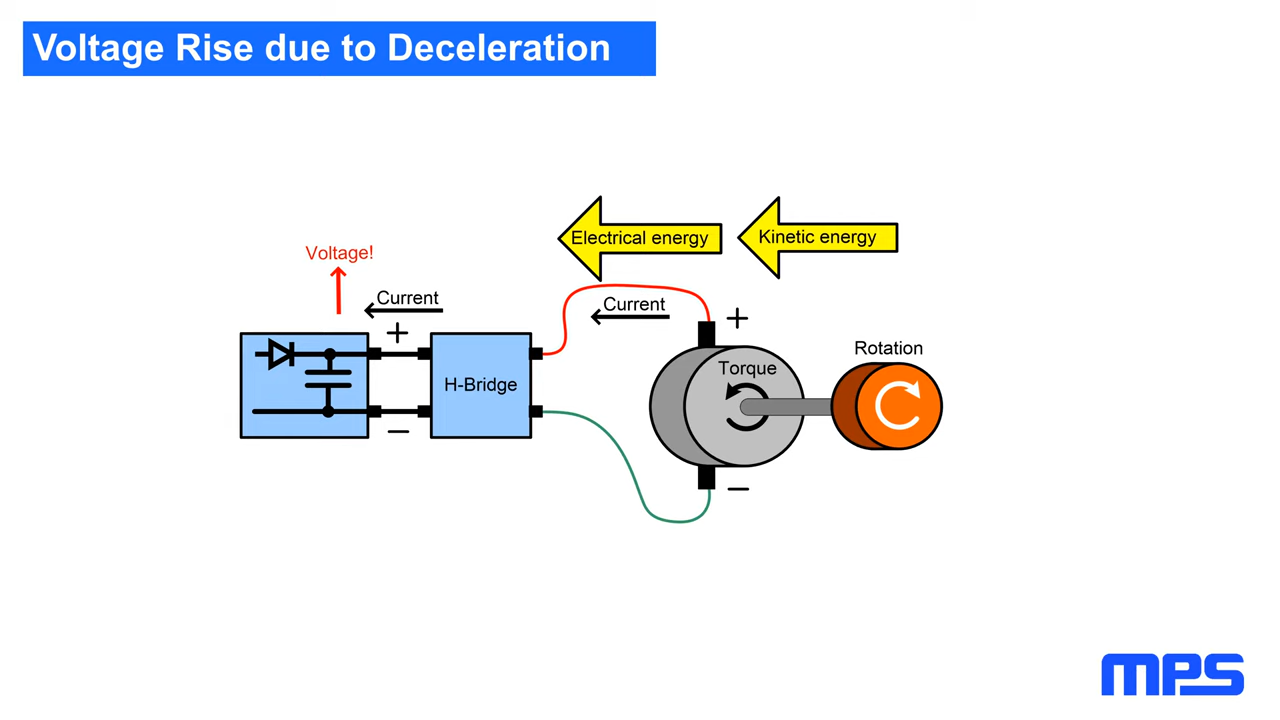 Voltage Rise due to Deceleration
Electrical energy
Kinetic energy
Voltage!
Current
Current
+
+
Rotation
Torque
H-Bridge
−
−
mps